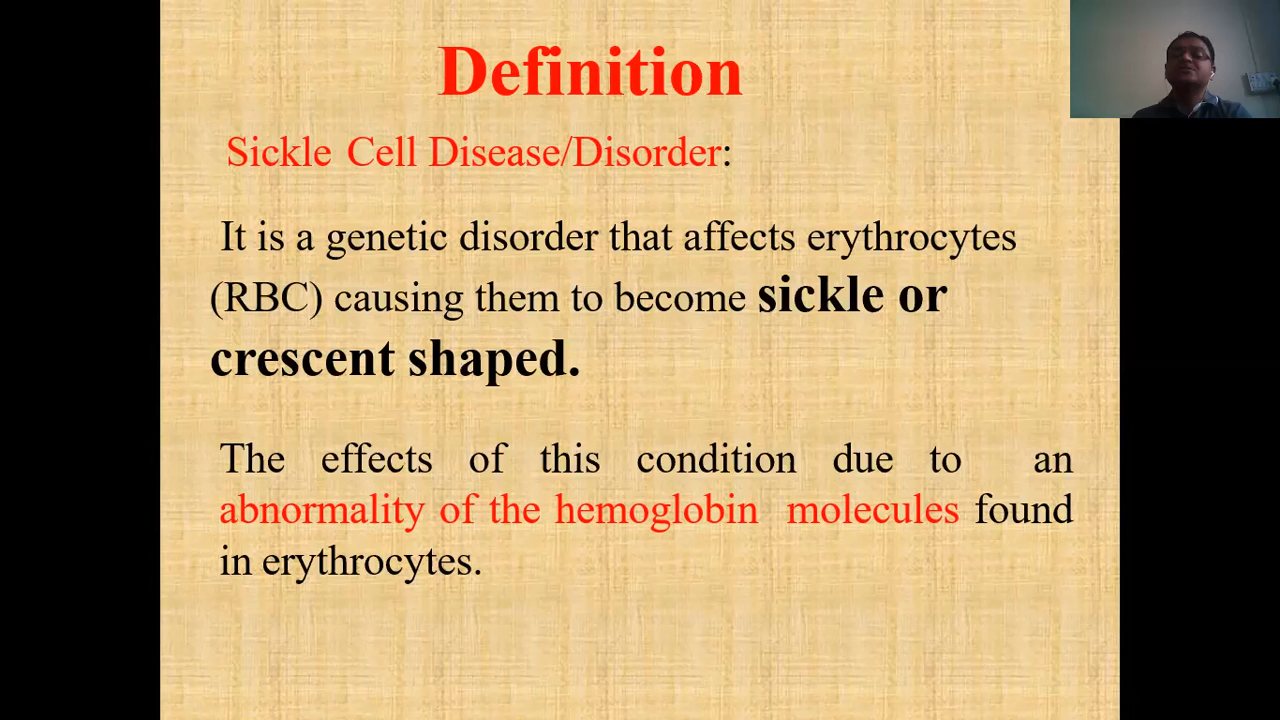 Definition
Sickle Cell Disease/Disorder:
It is a genetic disorder that affects erythrocytes
(RBC) causing them to become sickle or
crescent shaped.
The effects of this condition due to an
abnormality of the hemoglobin molecules found
in erythrocytes.